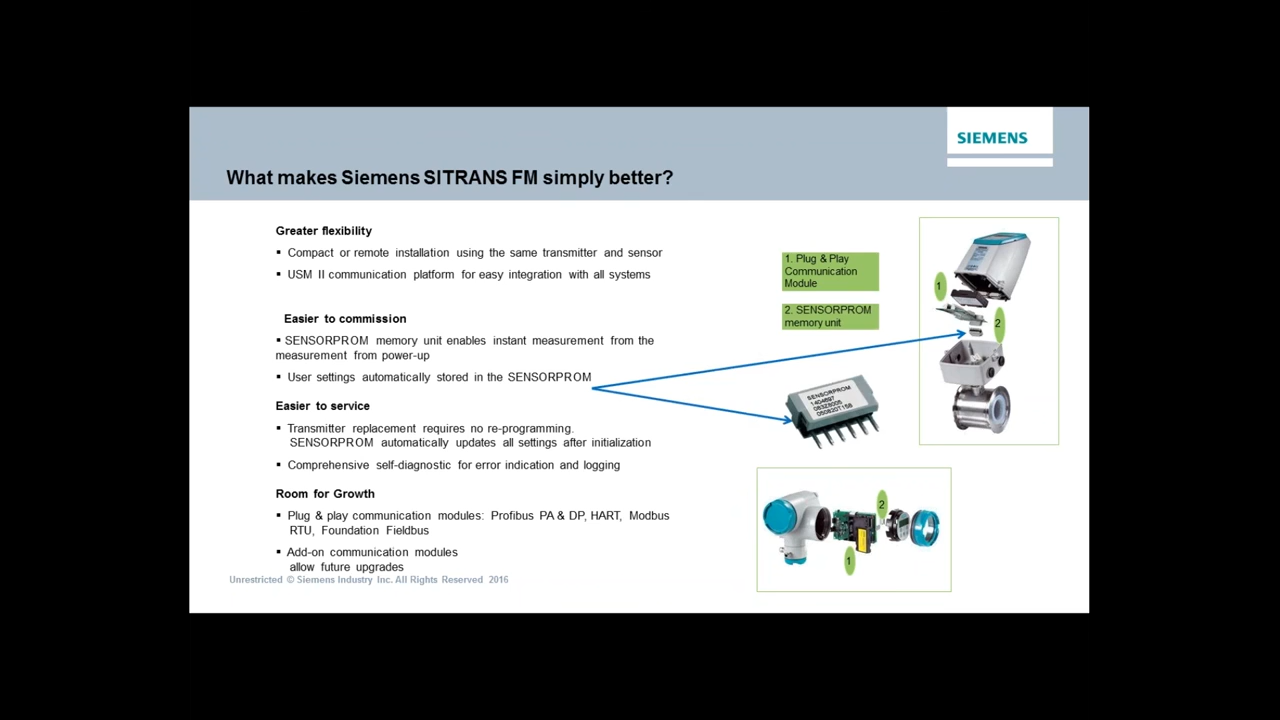 SIEMENS
What makes Siemens SITRANS FM simply better?
Greater flexibility
▪ Compact or remote installation using the same transmitter and sensor
▪ USM II communication platform for easy integration with all systems
Easier to commission
▪ SENSORPROM memory unit enables instant measurement from the
measurement from power-up
▪ User settings automatically stored in the SENSORPROM
Easier to service
▪ Transmitter replacement requires no re-programming.
SENSORPROM automatically updates all settings after initialization
▪ Comprehensive self-diagnostic for error indication and logging
Room for Growth
▪ Plug & play communication modules: Profibus PA & DP, HART, Modbus
RTU, Foundation Fieldbus
▪ Add-on communication modules
allow future upgrades
Unrestricted © Siemens Industry Inc. All Rights Reserved 2016
1. Plug & Play
Communication
Module
2. SENSORPROM
memory unit
1
2
SENSORPROM
2
1